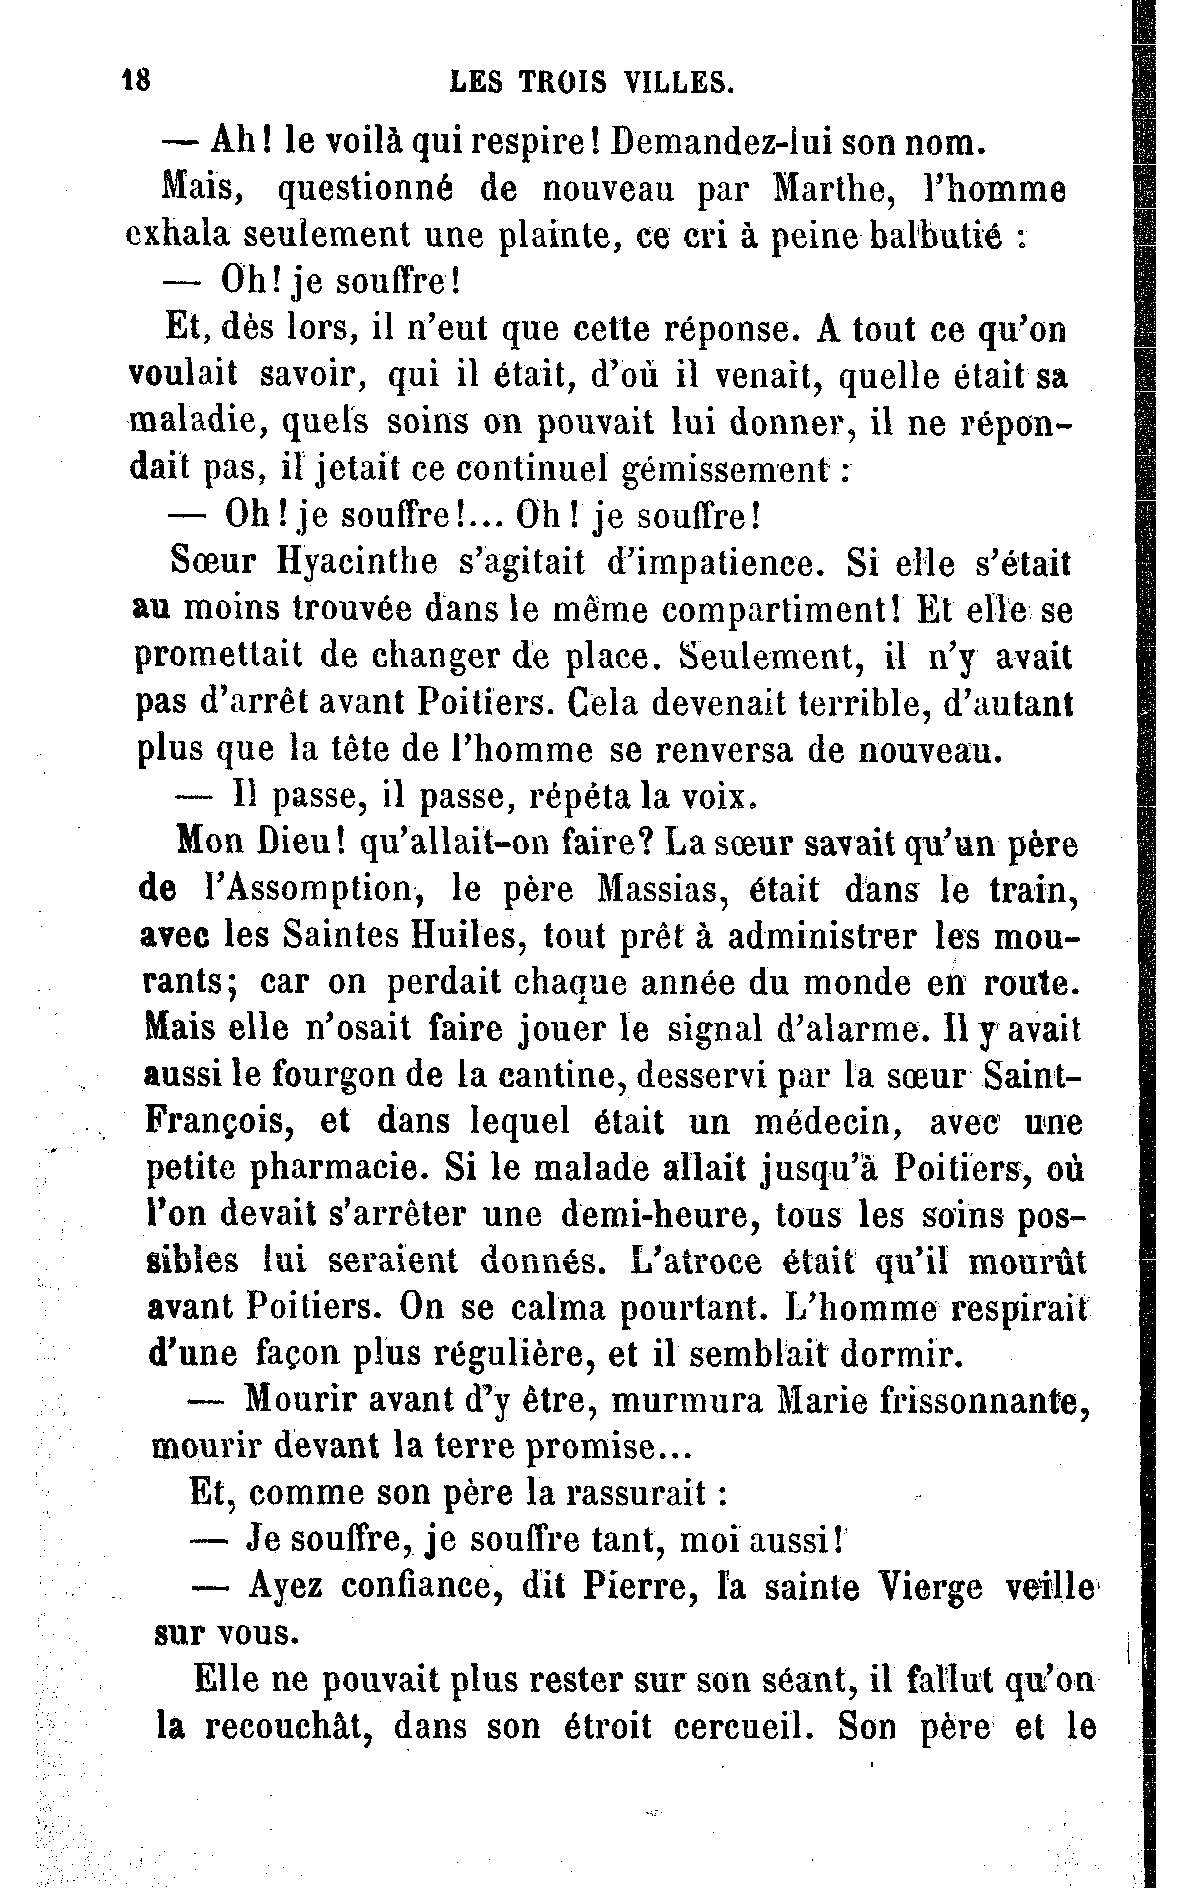 18 LES TROIS VILLES.
— Ah! le voilà qui respire! Demandez-lui son nom.
Mais, questionné de nouveau par Marthe, l'homme
exhala seulement une plainte, ce cri à peine balbutié :
— Oh! je souffre!
Et, dès lors, il n'eut que cette réponse. A tout ce qu'on
voulait savoir, qui il était, d'où il venait, quelle était sa
maladie, quels soins on pouvait lui donner, il ne répon-
dait pas, il jetait ce continuel gémissement :
— Oh! je souffre!... Oh! je souffre!
Sœur Hyacinthe s'agitait d'impatience. Si elle s'était
au moins trouvée dans le même compartiment! Et elle se
promettait de changer de place. Seulement, il n'y avait
pas d'arrêt avant Poitiers. Cela devenait terrible, d'autant
plus que la tête de l'homme se renversa de nouveau.
— Il passe, il passe, répéta la voix.
Mon Dieu! qu'allait-on faire? La sœur savait qu'un père
de l'Assomption, le père Massias, était dans le train,
avec les Saintes Huiles, tout prêt à administrer les mou-
rants; car on perdait chaque année du monde en route.
Mais elle n'osait faire jouer le signal d'alarme. Il y avait
aussi le fourgon de la cantine, desservi par la sœur Saint-
François, et dans lequel était un médecin, avec une
petite pharmacie. Si le malade allait jusqu'à Poitiers, où
l'on devait s'arrêter une demi-heure, tous les soins pos-
sibles lui seraient donnés. L'atroce était qu'il mourût
avant Poitiers. On se calma pourtant. L'homme respirait
d'une façon plus régulière, et il semblait dormir.
— Mourir avant d'y être, murmura Marie frissonnante,
mourir devant la terre promise...
Et, comme son père la rassurait :
— Je souffre, je souffre tant, moi aussi!
— Ayez confiance, dit Pierre, la sainte Vierge veille
sur vous.
Elle ne pouvait plus rester sur son séant, il fallut qu'on
la recouchât, dans son étroit cercueil. Son père et le